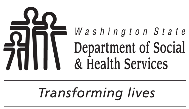 Washington State
Department of Social
& Health Services
Transforming lives